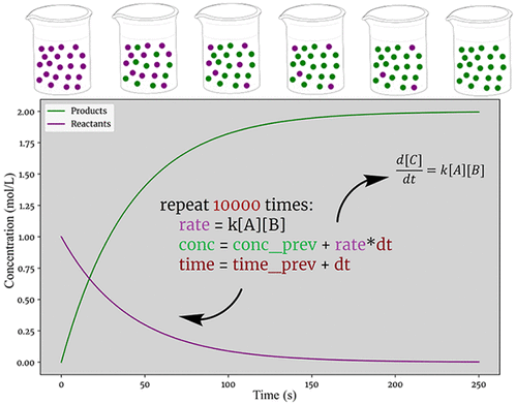 Products
Reactants
2.00
1.75
1.50
1.25
1.00
0.75
0.50
0.25
0.00
Concentration (mol/L)
d[C]/dt = k[A][B]
repeat 10000 times:
rate = k[A][B]
conc = conc_prev + rate*dt
time = time_prev + dt
0
50
100
150
200
250
Time (s)